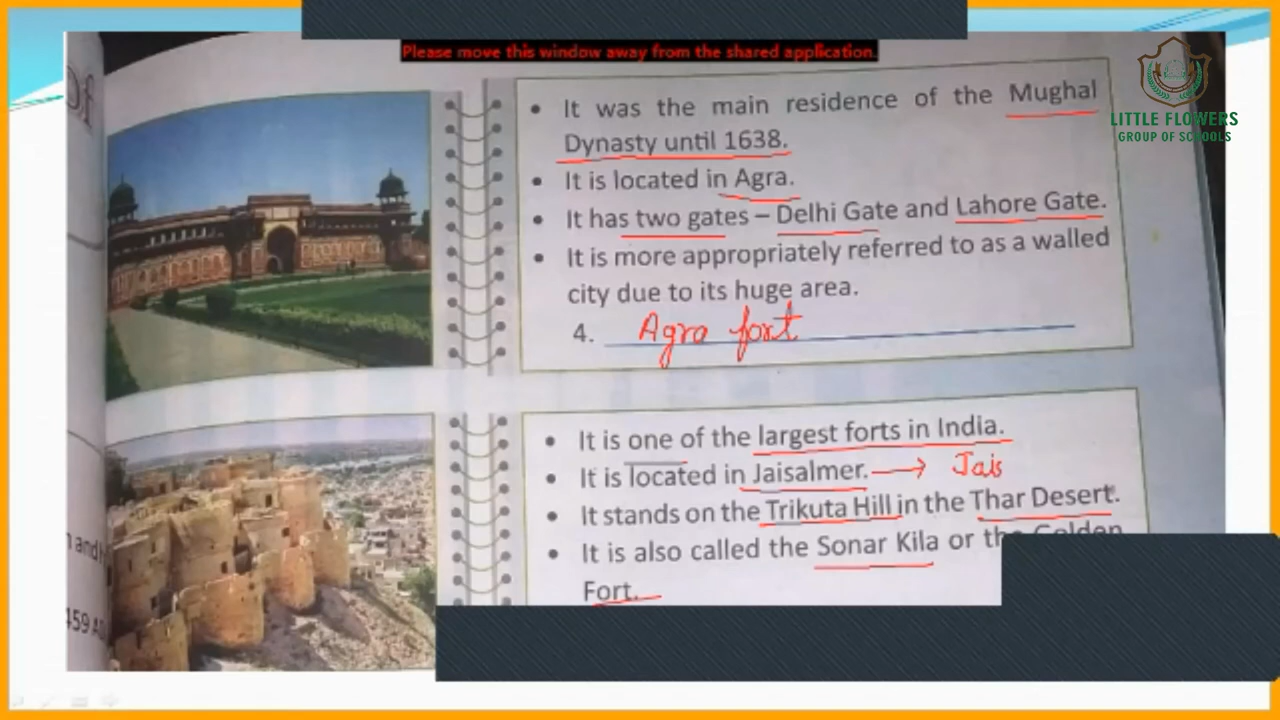 Please move this window away from the shared application.
LITTLE FLOWERS
GROUP OF SCHOOLS
• It was the main residence of the Mughal
Dynasty until 1638.
• It is located in Agra.
• It has two gates – Delhi Gate and Lahore Gate.
• It is more appropriately referred to as a walled
city due to its huge area.
4. Agra fort
• It is one of the largest forts in India.
• It is located in Jaisalmer. → Jais
• It stands on the Trikuta Hill in the Thar Desert.
• It is also called the Sonar Kila or the Golden
Fort.